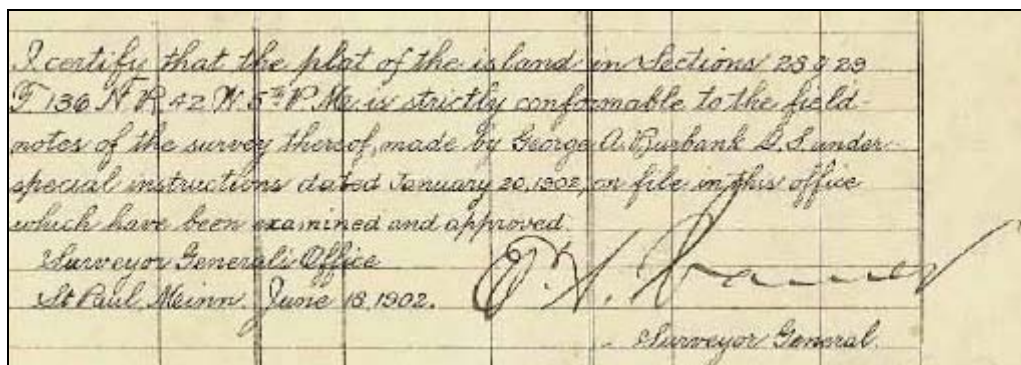 I certify that the plat of the island in Sections 28 & 29
T. 136 N. R. 42 W. 5th P. Mr. is strictly conformable to the field-
notes of the survey thereof, made by George A. Burbank D. S. under
special instructions dated January 20, 1902, on file in this office
which have been examined and approved.
Surveyor General's Office
St Paul, Minn. June 18, 1902.
Surveyor General.